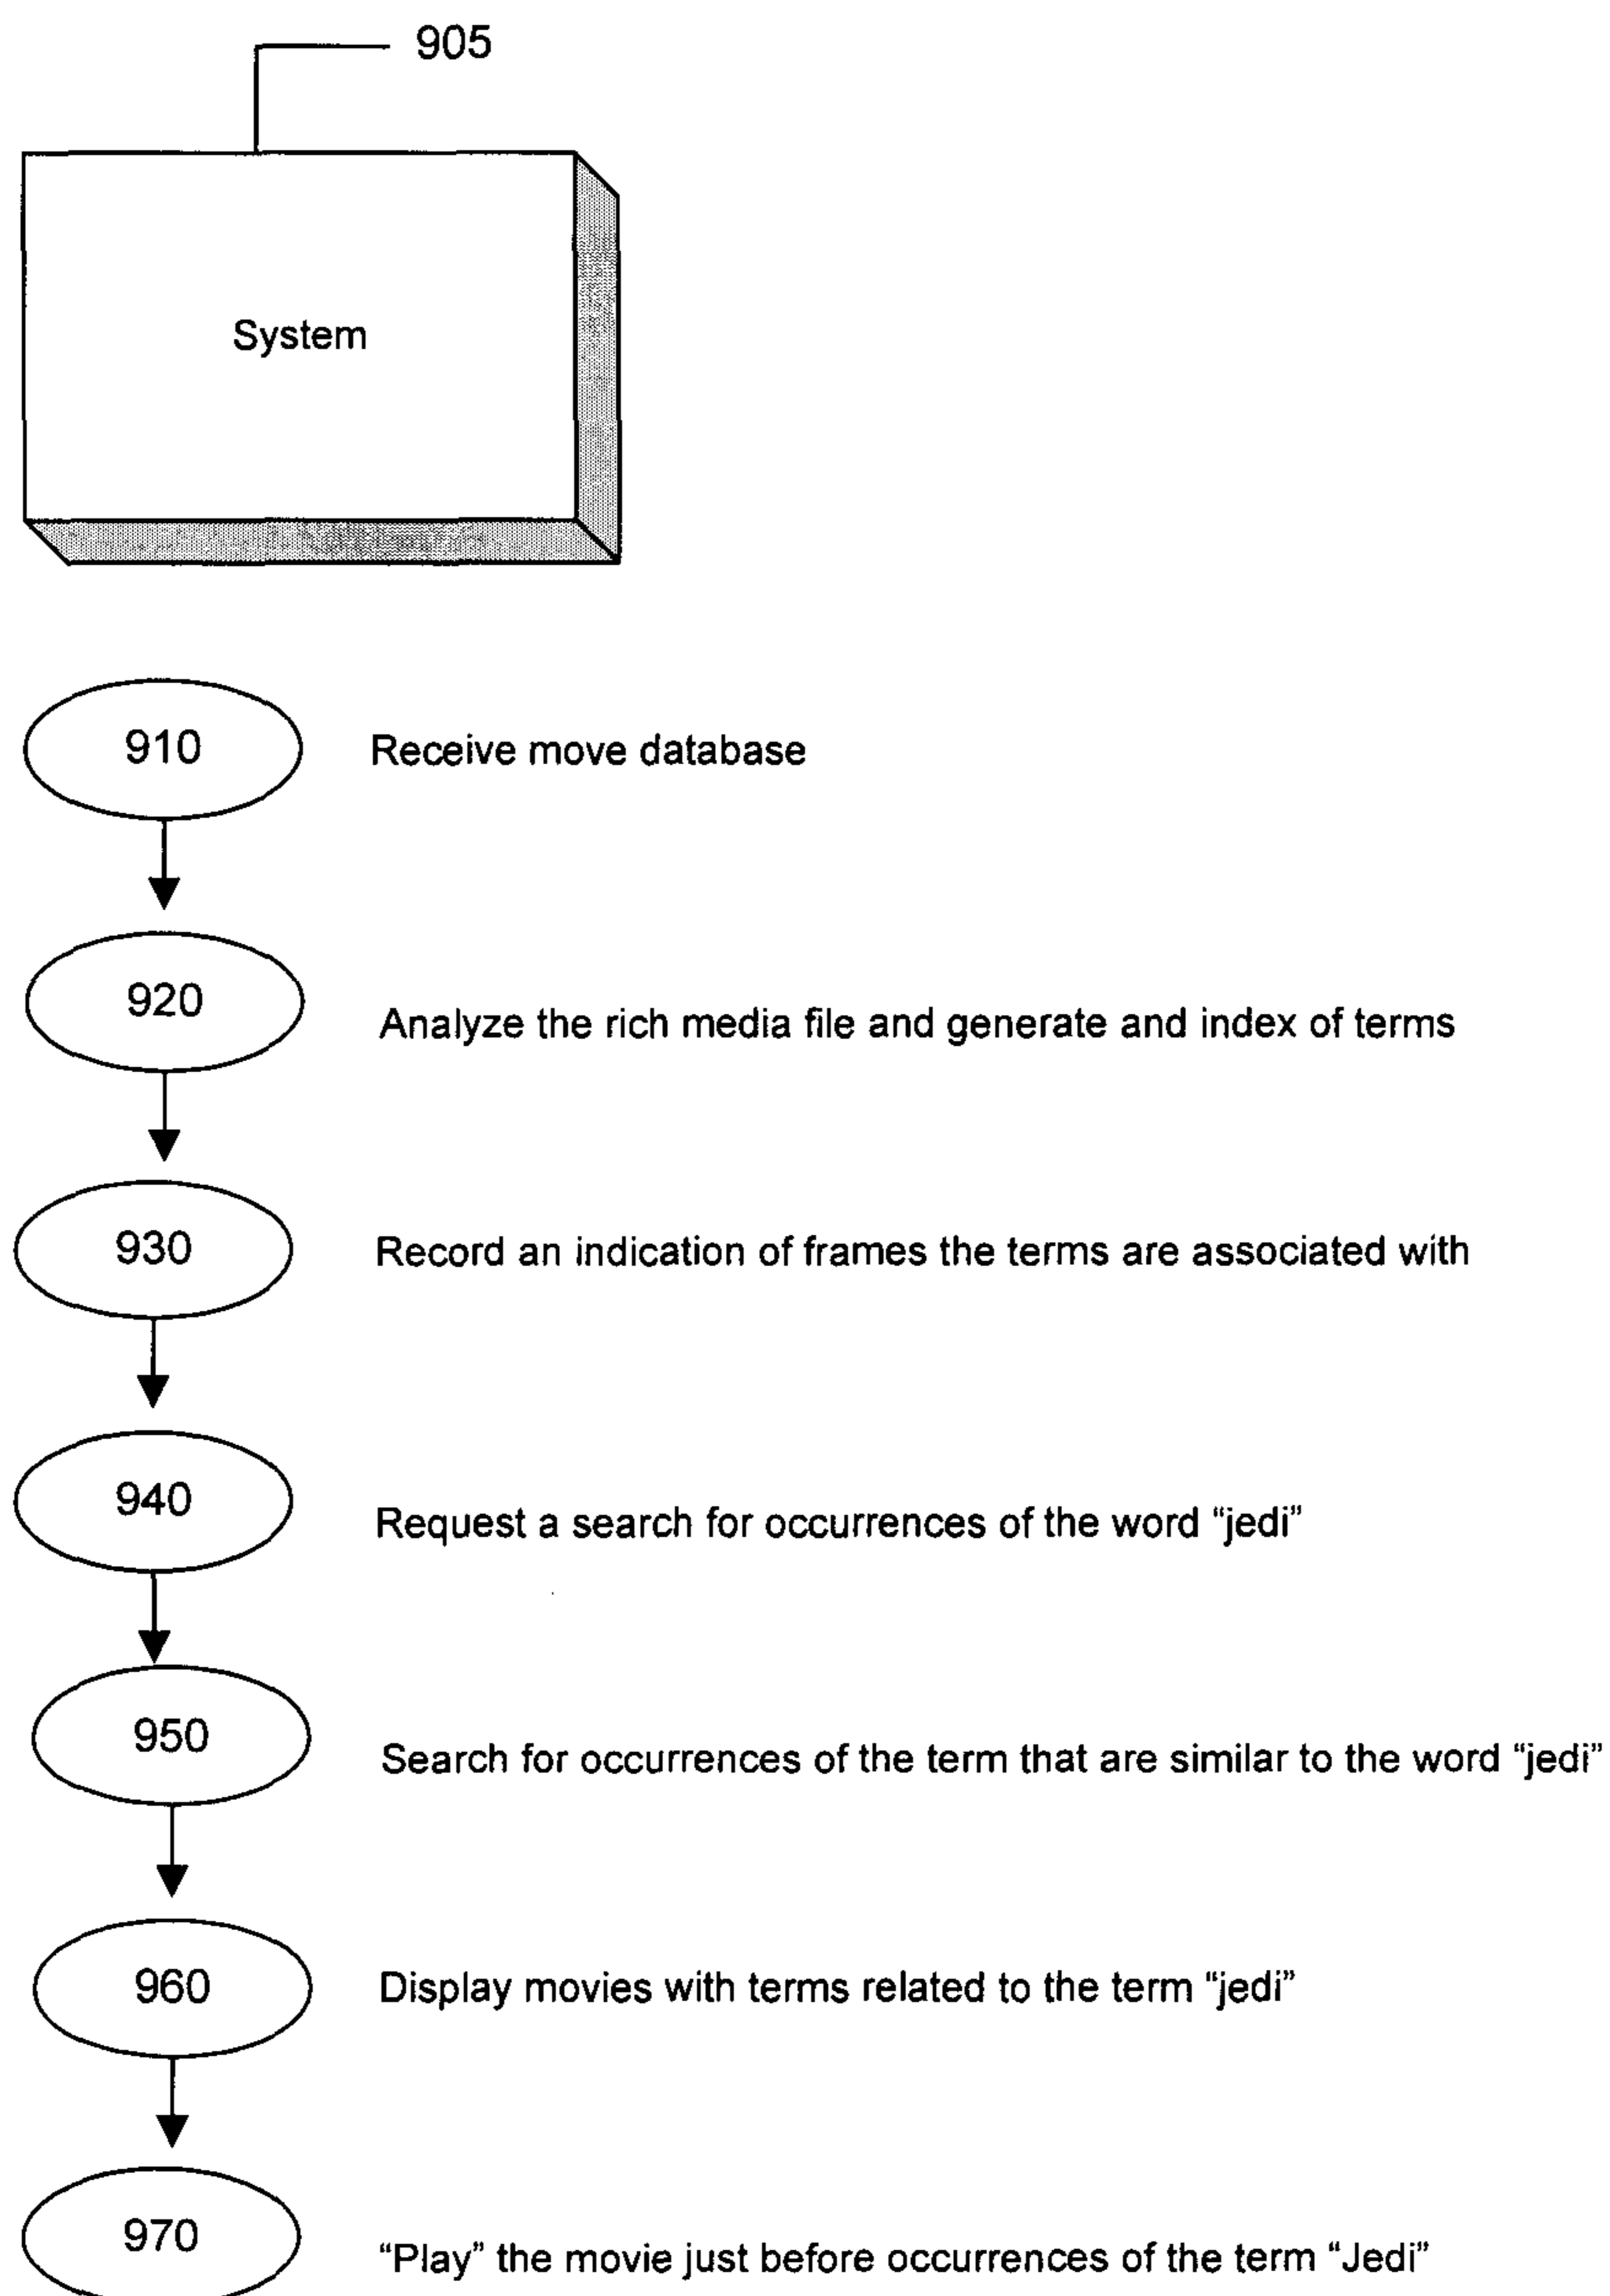 905
System
910
Receive move database
920
Analyze the rich media file and generate and index of terms
930
Record an indication of frames the terms are associated with
940
Request a search for occurrences of the word “jedi”
950
Search for occurrences of the term that are similar to the word “jedi”
960
Display movies with terms related to the term “jedi”
970
“Play” the movie just before occurrences of the term “Jedi”